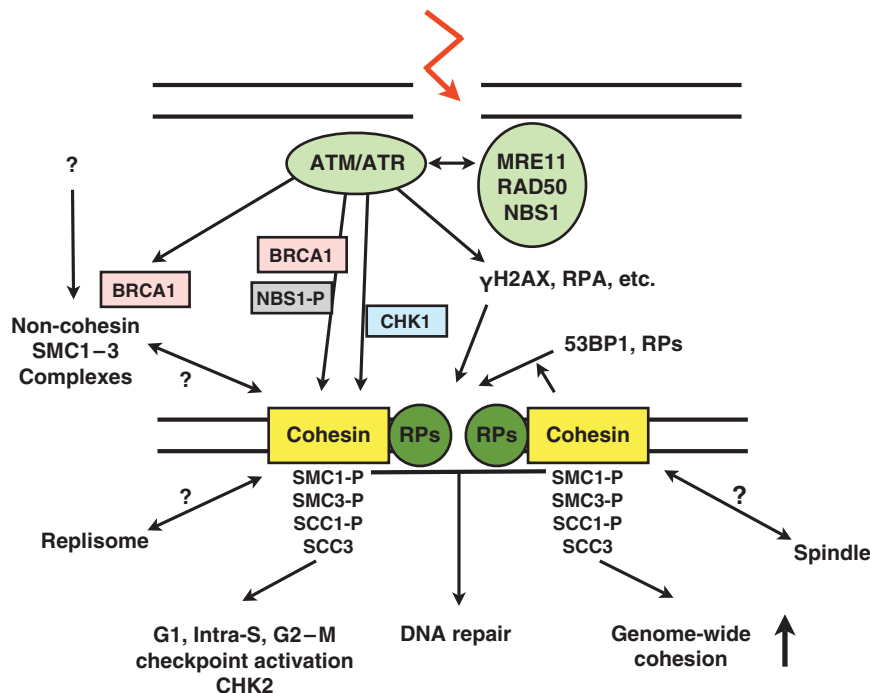 ATM/ATR
MRE11
RAD50
NBS1
?
BRCA1
NBS1-P
BRCA1
CHK1
γH2AX, RPA, etc.
Non-cohesin
SMC1–3
Complexes
?
53BP1, RPs
Cohesin
RPs
RPs
Cohesin
SMC1-P
SMC3-P
SCC1-P
SCC3
SMC1-P
SMC3-P
SCC1-P
SCC3
?
Replisome
?
Spindle
G1, Intra-S, G2–M
checkpoint activation
CHK2
DNA repair
Genome-wide
cohesion